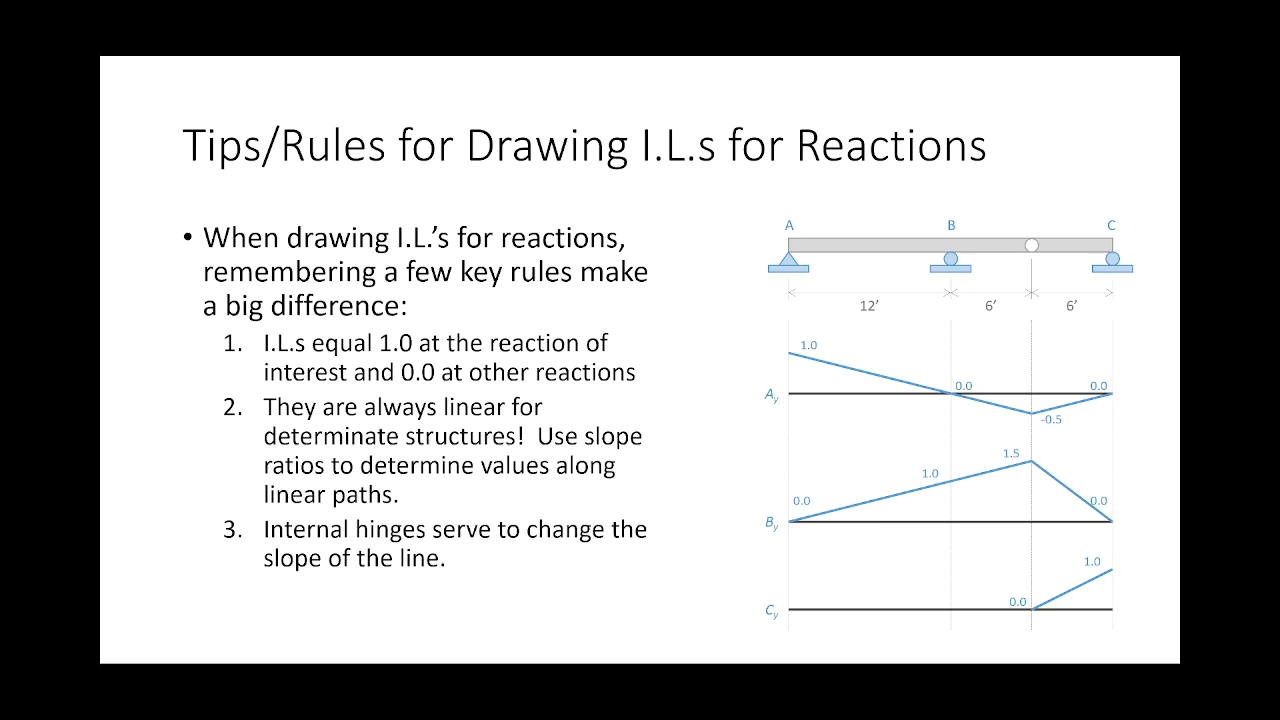 Tips/Rules for Drawing I.L.s for Reactions
• When drawing I.L.’s for reactions,
remembering a few key rules make
a big difference:
1. I.L.s equal 1.0 at the reaction of
interest and 0.0 at other reactions
2. They are always linear for
determinate structures! Use slope
ratios to determine values along
linear paths.
3. Internal hinges serve to change the
slope of the line.
A B C
12’ 6’ 6’
1.0
0.0 0.0
Ay
-0.5
1.5
1.0
0.0 0.0
By
1.0
0.0
Cy